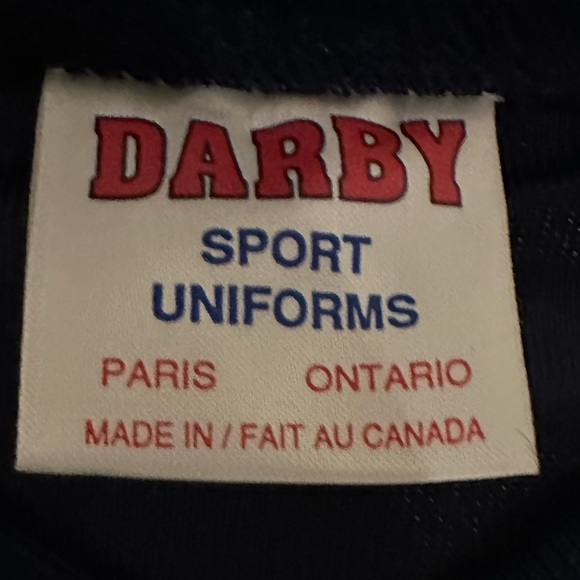 DARBY
SPORT
UNIFORMS
PARIS ONTARIO
MADE IN / FAIT AU CANADA